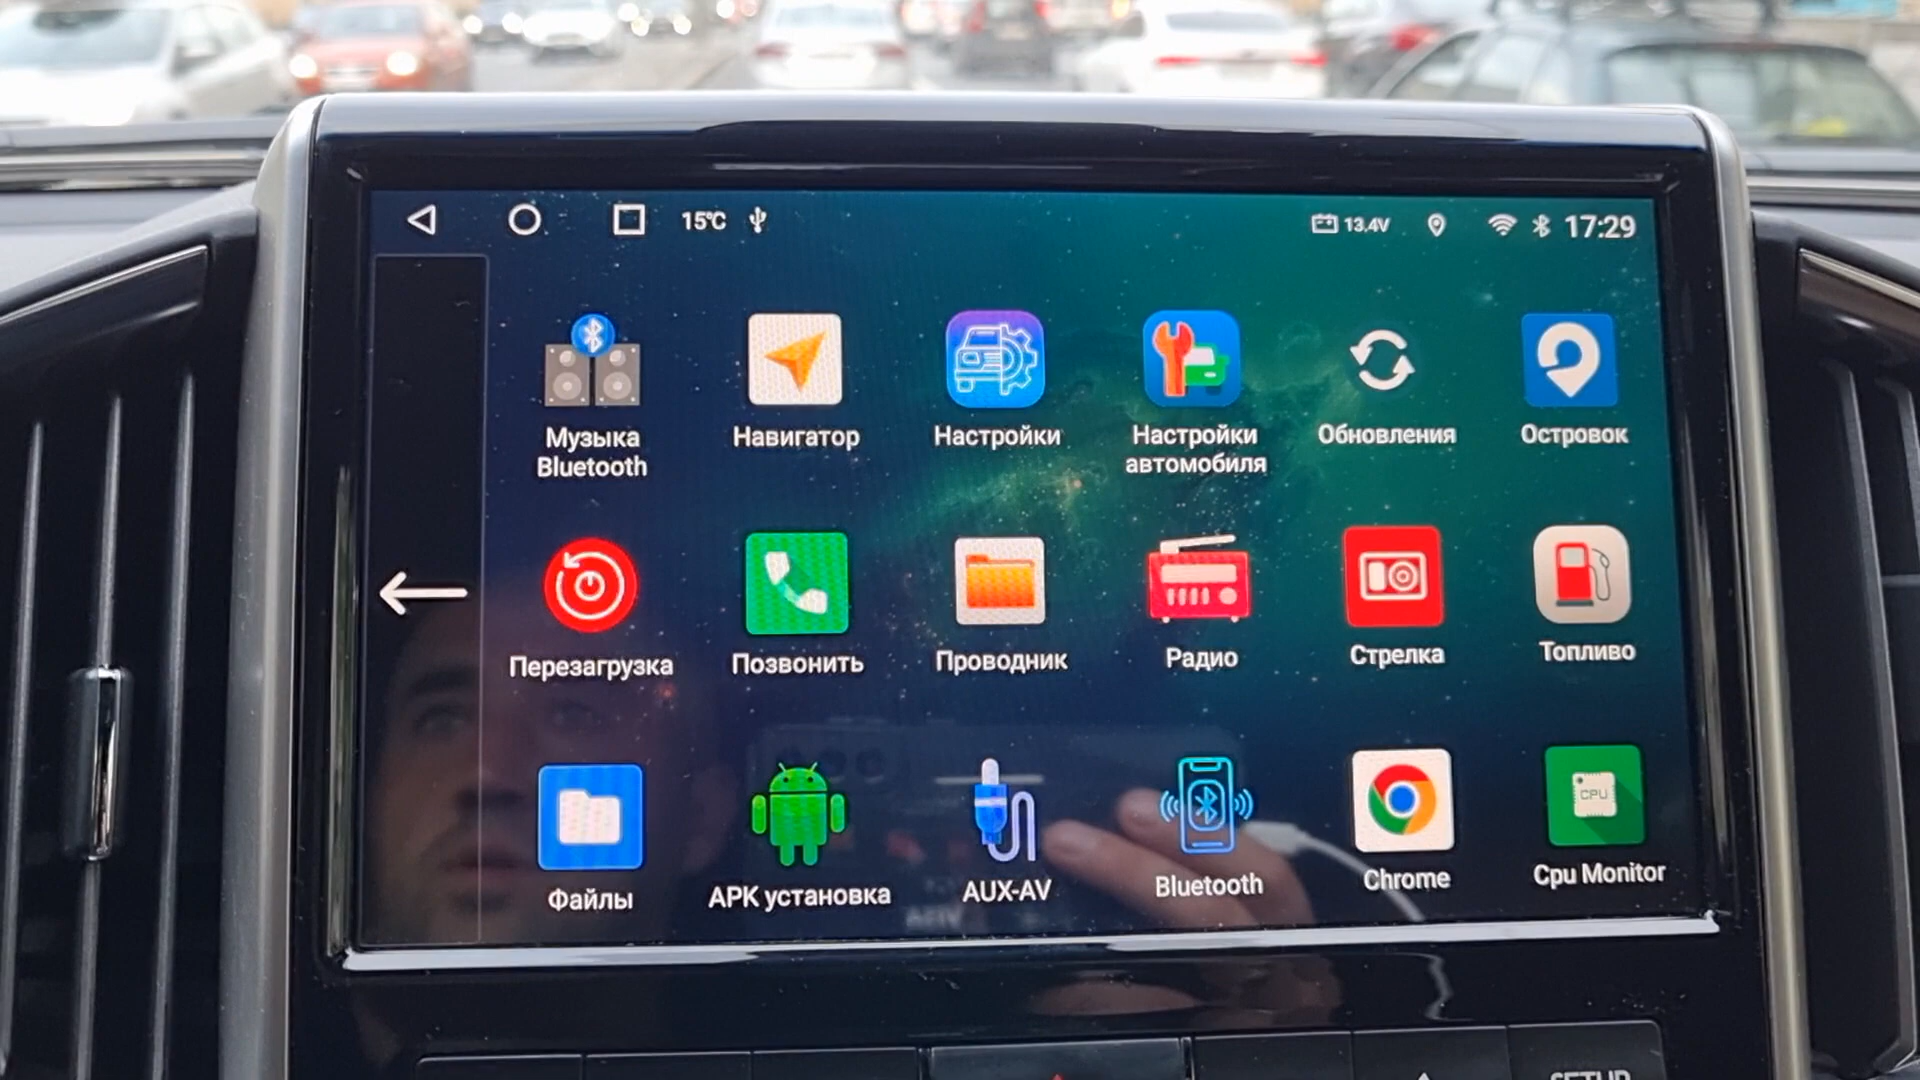 15℃
13.4V
17:29
Музыка
Bluetooth
Навигатор
Настройки
Настройки
автомобиля
Обновления
Островок
Перезагрузка
Позвонить
Проводник
Радио
Стрелка
Топливо
Файлы
APK установка
AUX-AV
Bluetooth
Chrome
CPU
Cpu Monitor
SETUP